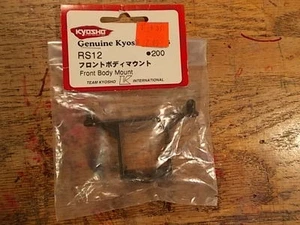 KYOSHO
Genuine Kyosho
RS12
●200
フロントボディマウント
Front Body Mount
TEAM KYOSHO INTERNATIONAL